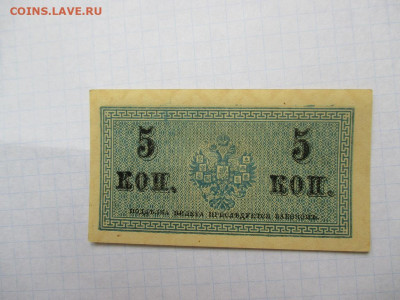 COINS.LAVE.RU
5 5
КОП. КОП.
ПОДДѢЛКА БИЛЕТА ПРЕСЛѢДУЕТСЯ ЗАКОНОМЪ.